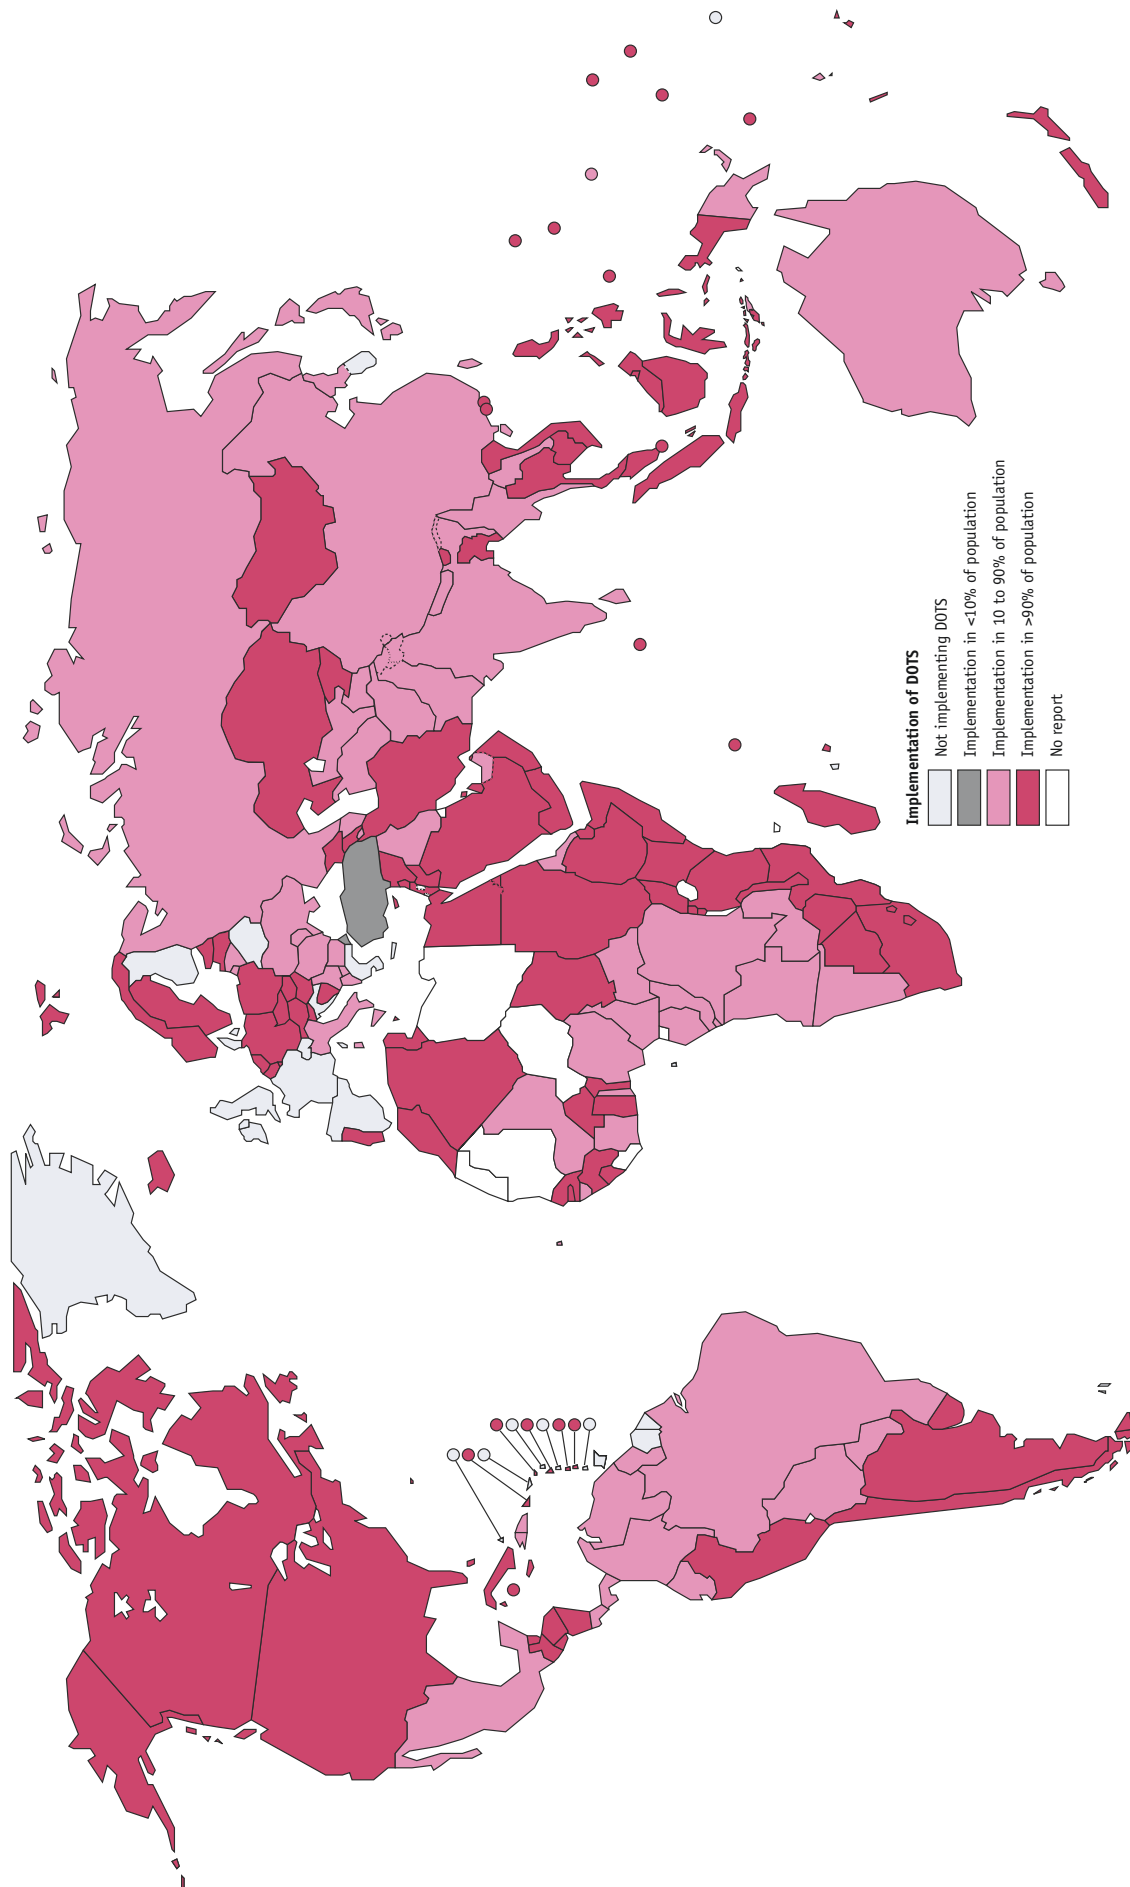 Implementation of DOTS
Not implementing DOTS
Implementation in <10% of population
Implementation in 10 to 90% of population
Implementation in >90% of population
No report